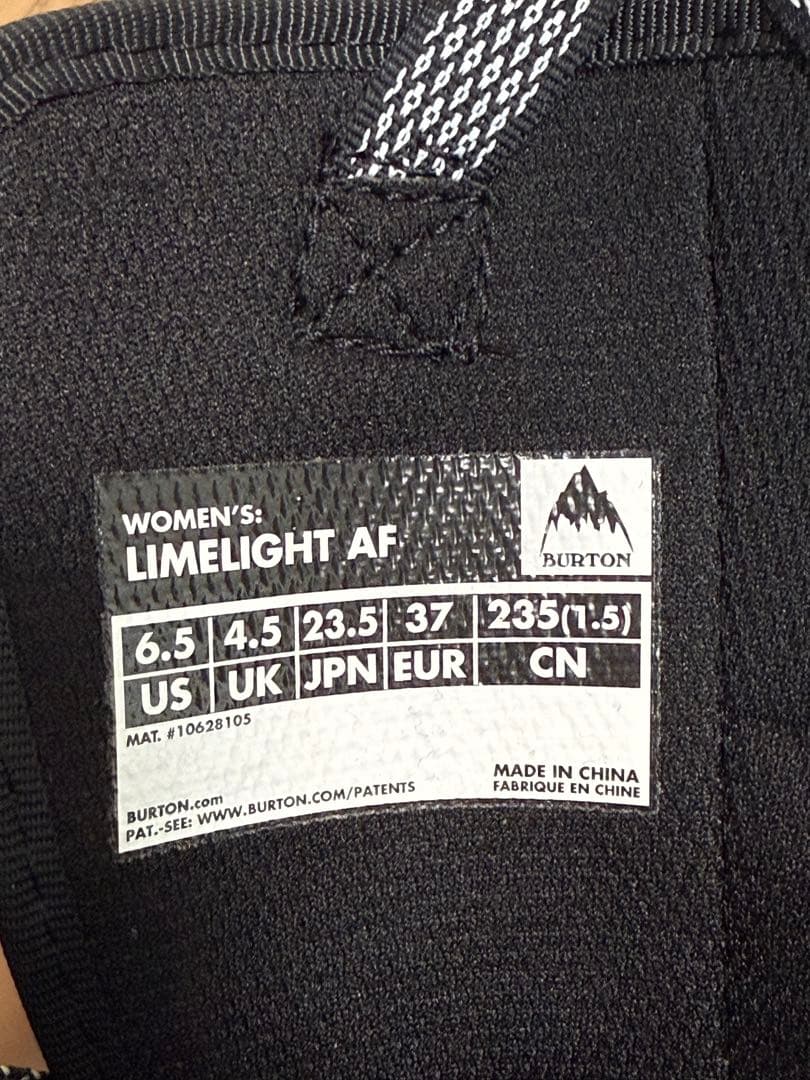 WOMEN'S:
LIMELIGHT AF
BURTON
6.5 4.5 23.5 37 235(1.5)
US UK JPN EUR CN
MAT. #10628105
BURTON.com
PAT.-SEE: WWW.BURTON.COM/PATENTS
MADE IN CHINA
FABRIQUE EN CHINE